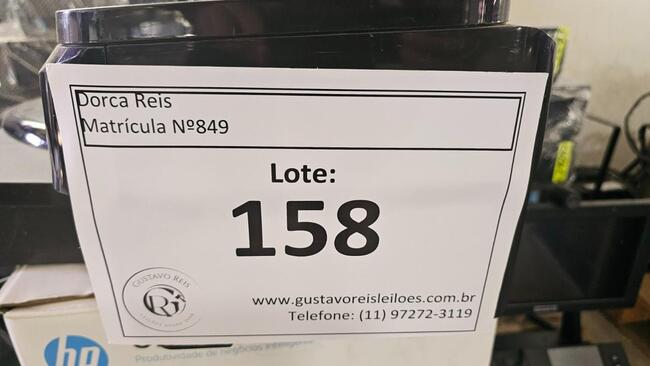 Dorca Reis
Matrícula Nº849
Lote:
158
GUSTAVO REIS
www.gustavoreisleiloes.com.br
Telefone: (11) 97272-3119
hp
Produtividade de negócios inteligente